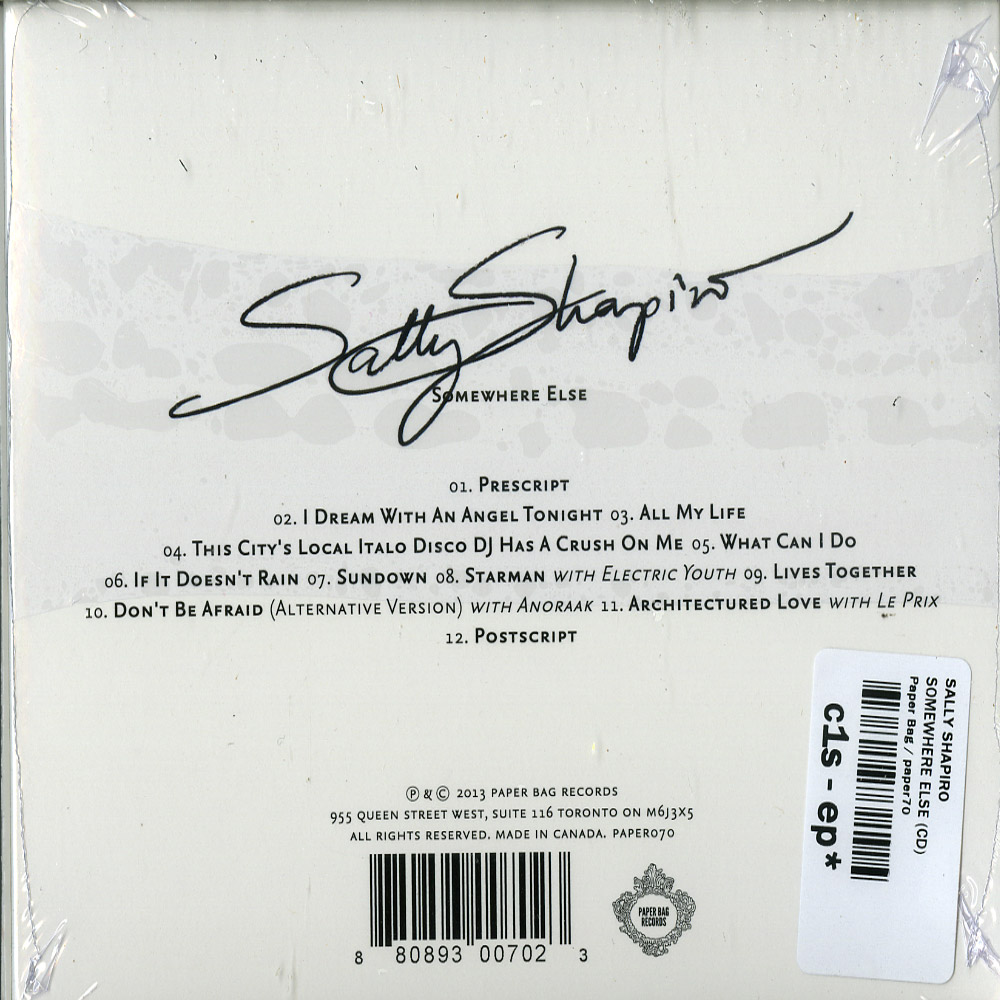 Sally Shapiro
Somewhere Else
01. Prescript
02. I Dream With An Angel Tonight 03. All My Life
04. This City's Local Italo Disco DJ Has A Crush On Me 05. What Can I Do
06. If It Doesn't Rain 07. Sundown 08. Starman with Electric Youth 09. Lives Together
10. Don't Be Afraid (Alternative Version) with Anoraak 11. Architectured Love with Le Prix
12. Postscript
℗ & © 2013 PAPER BAG RECORDS
955 QUEEN STREET WEST, SUITE 116 TORONTO ON M6J3X5
ALL RIGHTS RESERVED. MADE IN CANADA. PAPER070
8 80893 00702 3
PAPER BAG
RECORDS
SALLY SHAPIRO
SOMEWHERE ELSE (CD)
Paper Bag / paper70
c1s - ep*